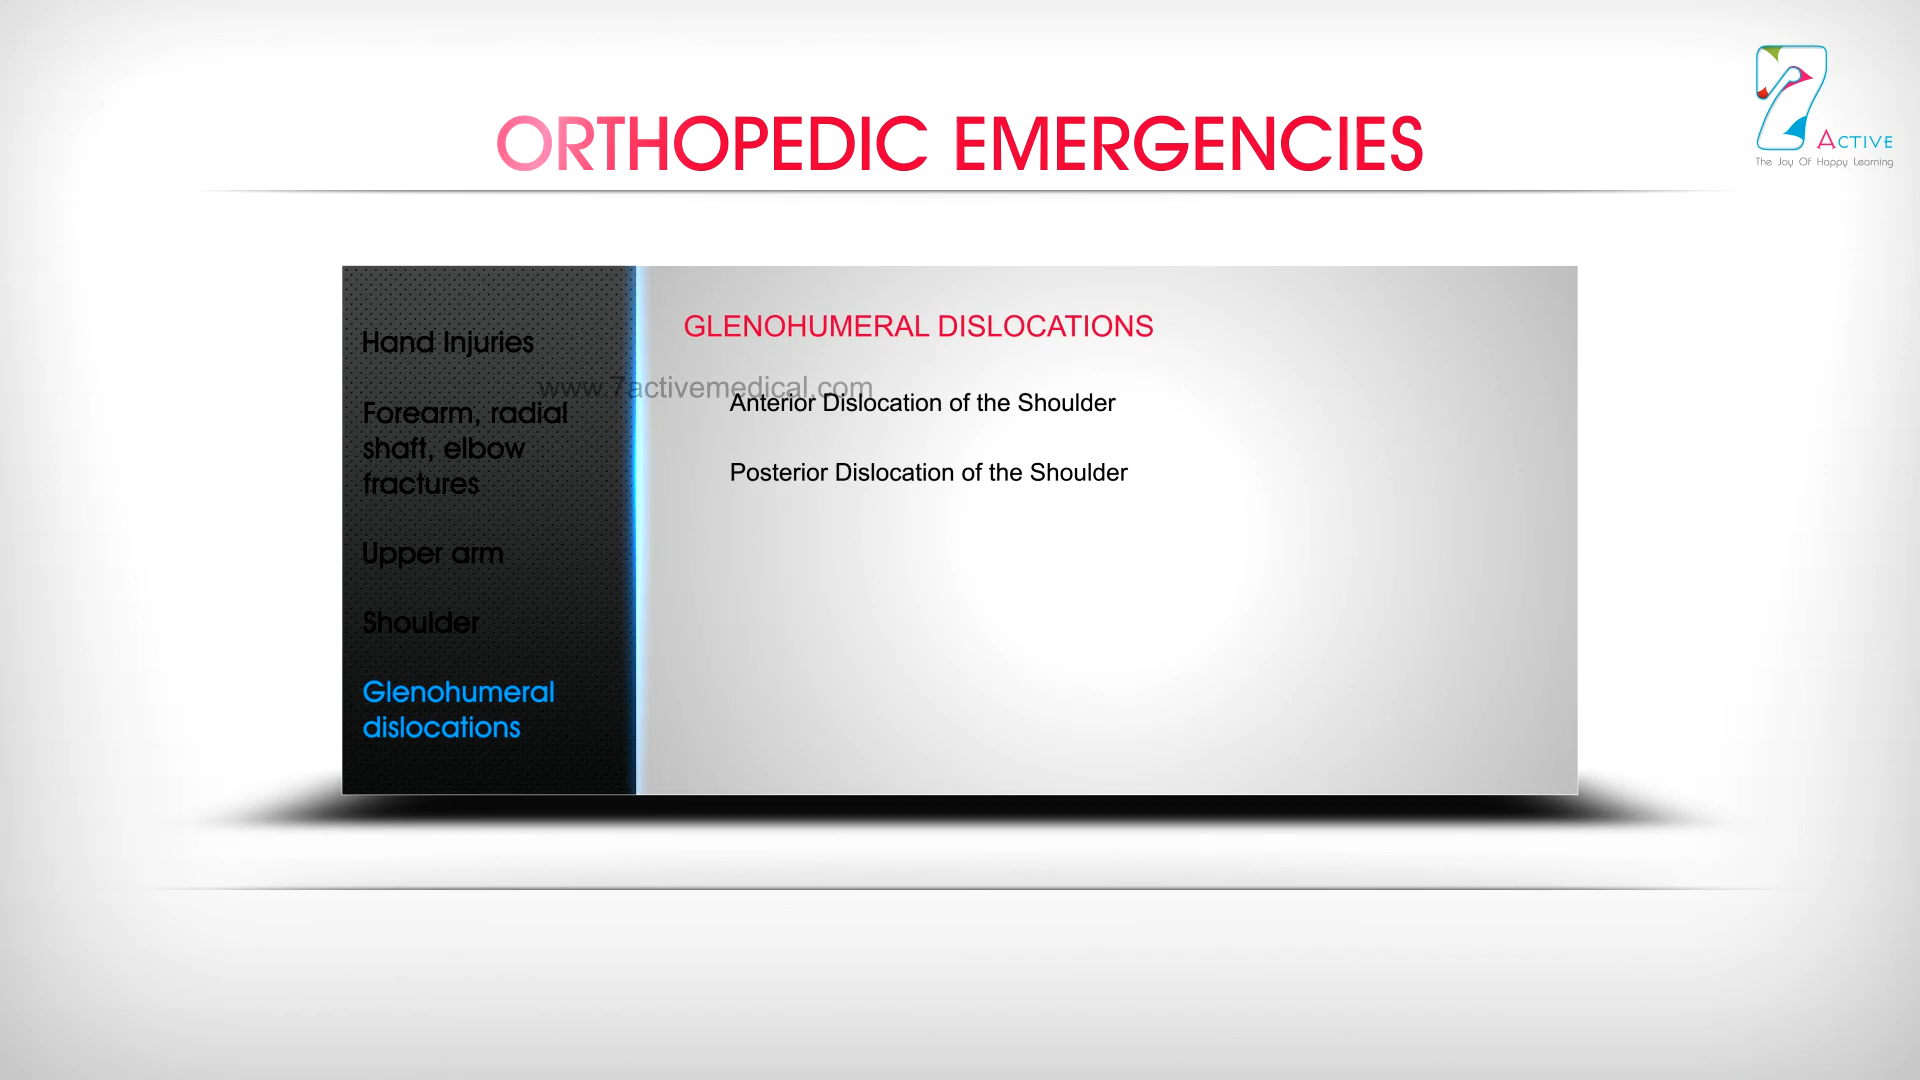 ORTHOPEDIC EMERGENCIES
7 ACTIVE
The Joy Of Happy Learning
Hand Injuries
Forearm, radial
shaft, elbow
fractures
Upper arm
Shoulder
Glenohumeral
dislocations
GLENOHUMERAL DISLOCATIONS
www.7activemedical.com
Anterior Dislocation of the Shoulder
Posterior Dislocation of the Shoulder